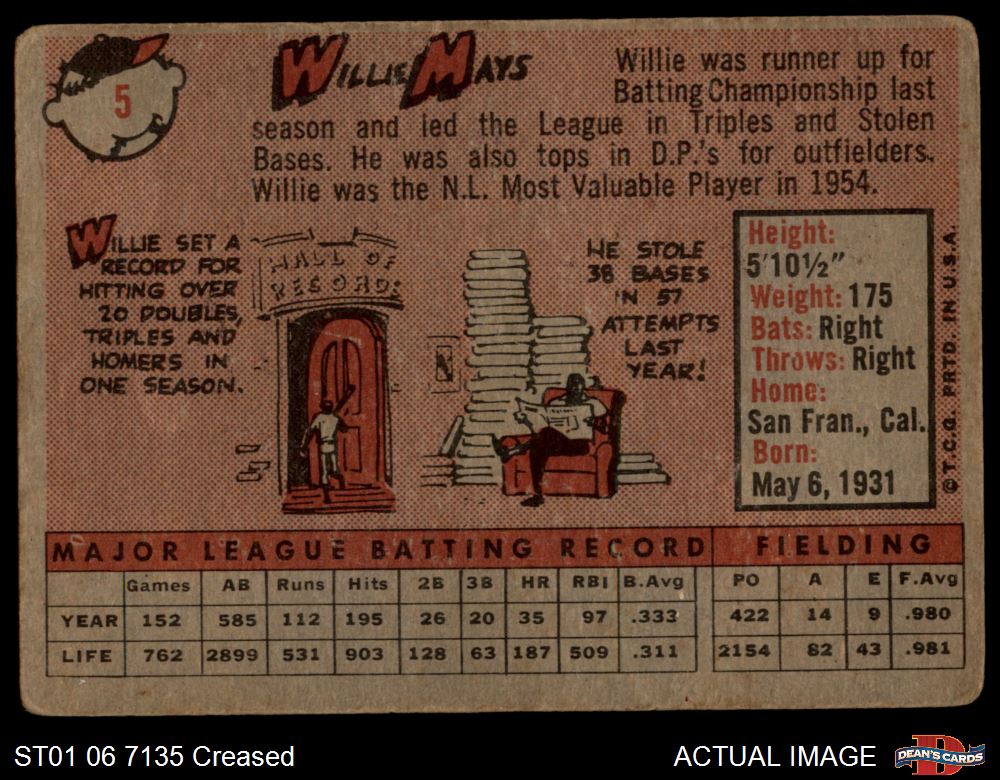 5
WILLIE MAYS
Willie was runner up for
Batting Championship last
season and led the League in Triples and Stolen
Bases. He was also tops in D.P.'s for outfielders.
Willie was the N.L. Most Valuable Player in 1954.
WILLIE SET A
RECORD FOR
HITTING OVER
20 DOUBLES,
TRIPLES AND
HOMERS IN
ONE SEASON.
HALL OF
RECORDS
HE STOLE
38 BASES
IN 57
ATTEMPTS
LAST
YEAR!
Height:
5'10½"
Weight: 175
Bats: Right
Throws: Right
Home:
San Fran., Cal.
Born:
May 6, 1931
© T.C.G. PRTD. IN U.S.A.
MAJOR LEAGUE BATTING RECORD FIELDING
Games AB Runs Hits 2B 3B HR RBI B.Avg PO A E F.Avg
YEAR 152 585 112 195 26 20 35 97 .333 422 14 9 .980
LIFE 762 2899 531 903 128 63 187 509 .311 2154 82 43 .981
ST01 06 7135 Creased
ACTUAL IMAGE
DEAN'S CARDS